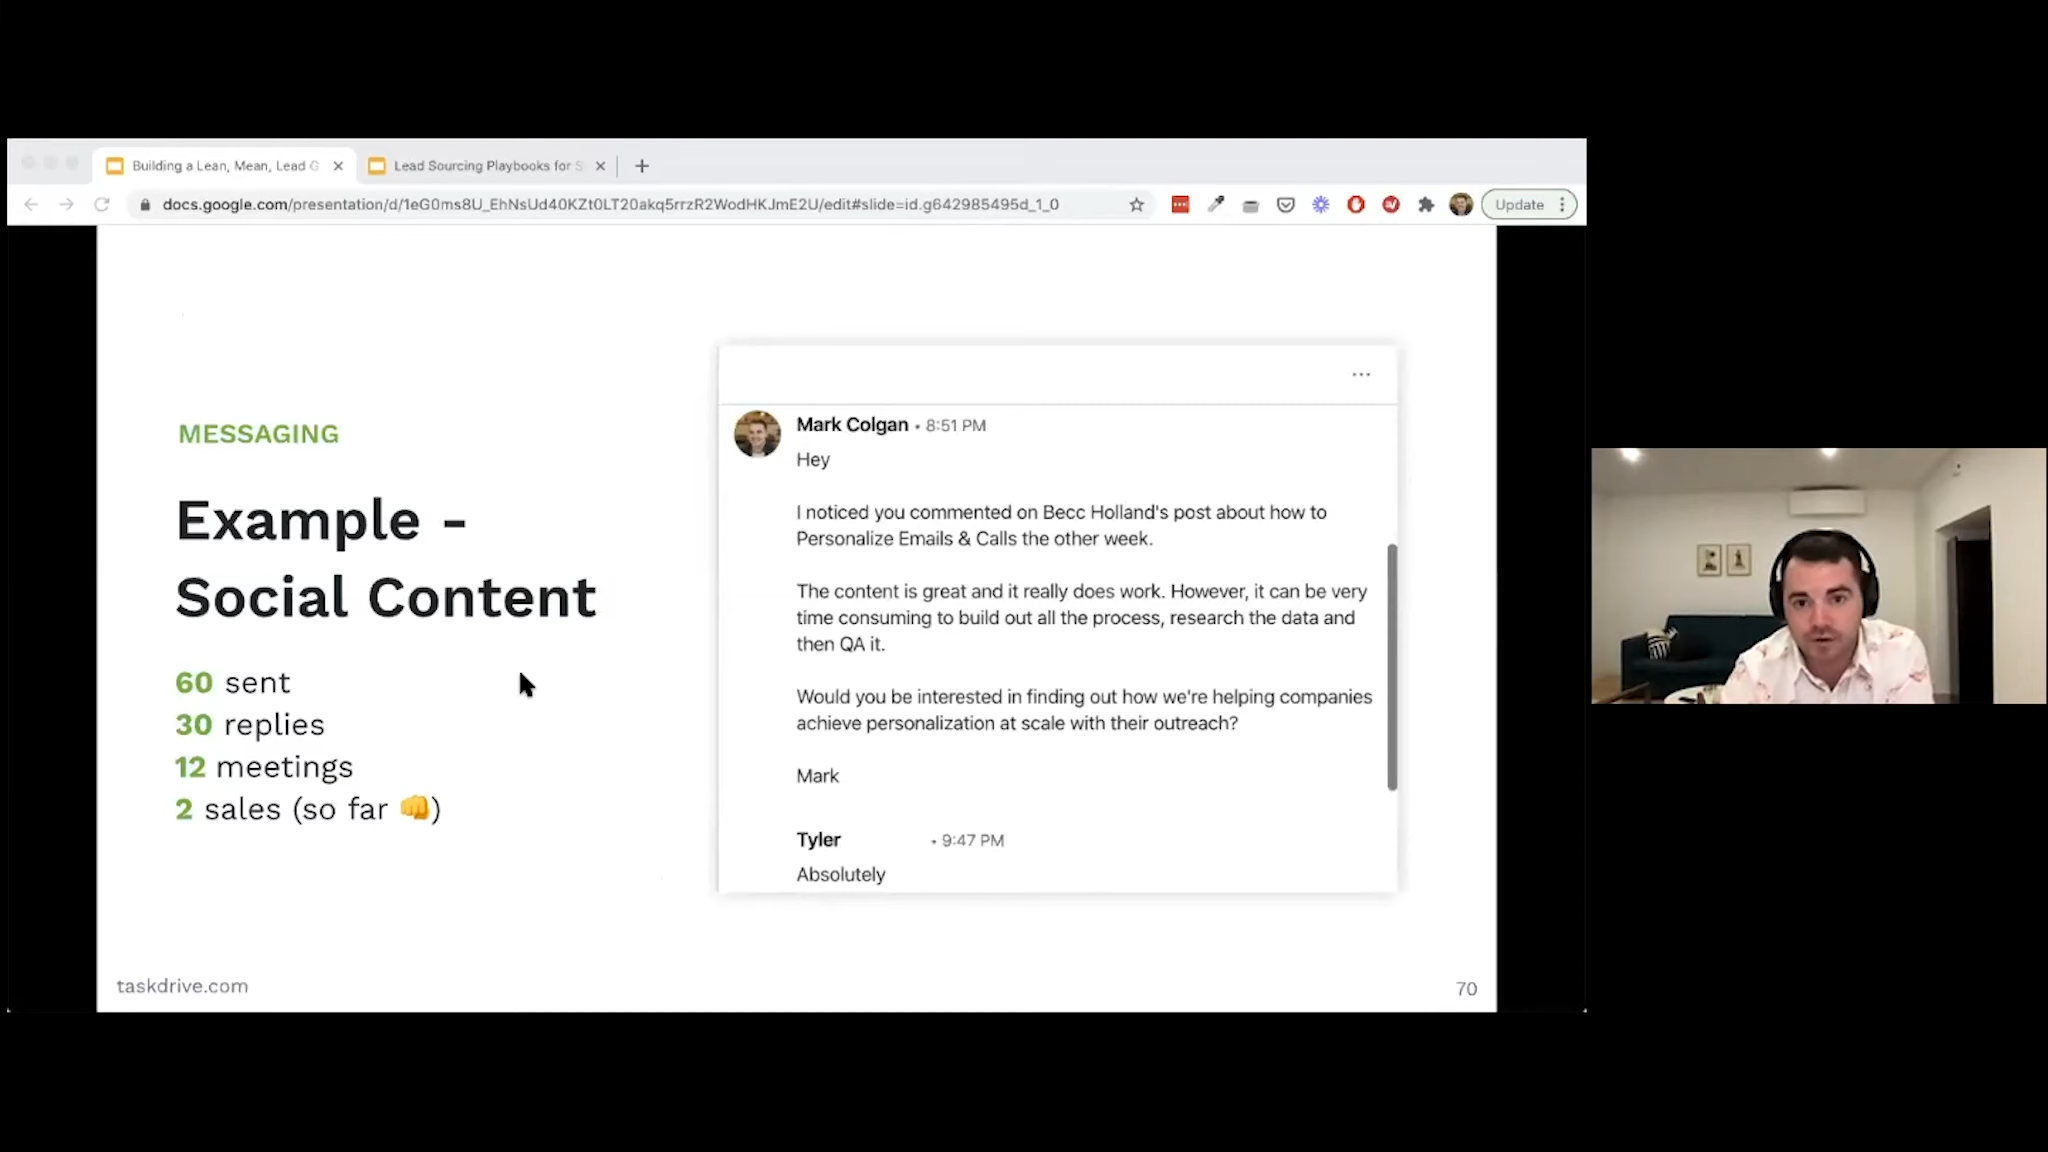 Building a Lean, Mean, Lead G
Lead Sourcing Playbooks for S
docs.google.com/presentation/d/1eG0ms8U_EhNsUd40KZt0LT20akq5rrzR2WodHKJmE2U/edit#slide=id.g642985495d_1_0
Update
MESSAGING
Example -
Social Content
60 sent
30 replies
12 meetings
2 sales (so far 👊)
Mark Colgan • 8:51 PM
Hey
I noticed you commented on Becc Holland's post about how to
Personalize Emails & Calls the other week.
The content is great and it really does work. However, it can be very
time consuming to build out all the process, research the data and
then QA it.
Would you be interested in finding out how we're helping companies
achieve personalization at scale with their outreach?
Mark
Tyler • 9:47 PM
Absolutely
taskdrive.com
70